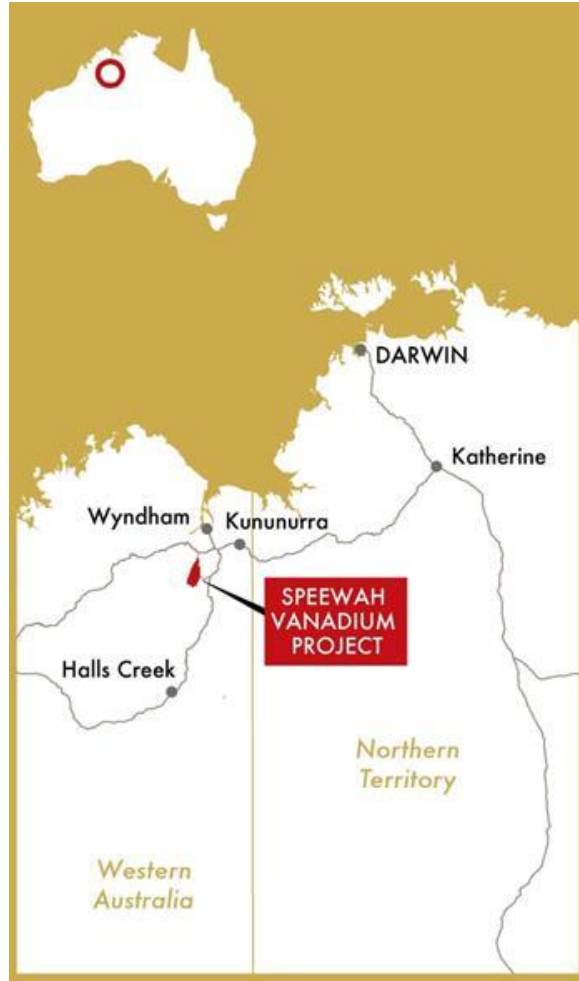 DARWIN
Katherine
Wyndham
Kununurra
SPEEWAH
VANADIUM
PROJECT
Halls Creek
Northern
Territory
Western
Australia